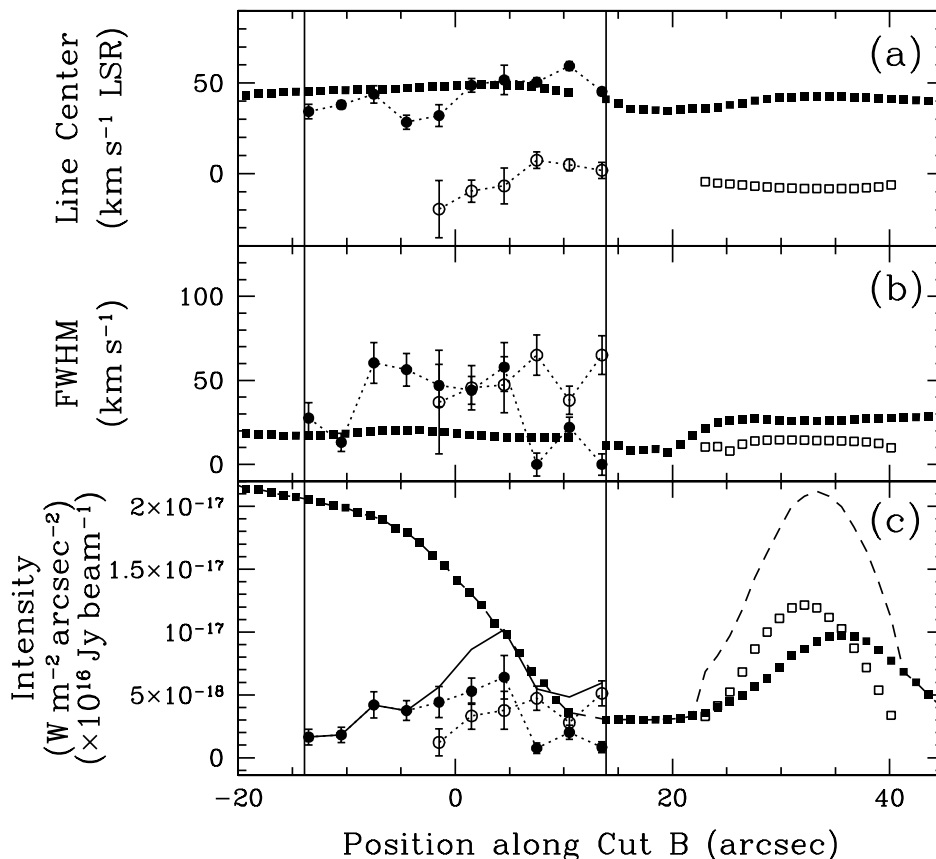 Line Center
(km s⁻¹ LSR)
50
0
(a)
FWHM
(km s⁻¹)
100
50
0
(b)
Intensity
(W m⁻² arcsec⁻²)
(×10¹⁶ Jy beam⁻¹)
2×10⁻¹⁷
1.5×10⁻¹⁷
10⁻¹⁷
5×10⁻¹⁸
0
(c)
-20 0 20 40
Position along Cut B (arcsec)